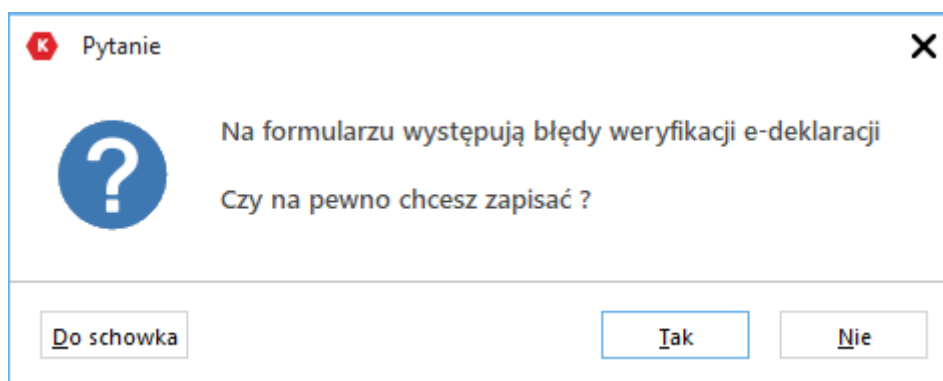 K Pytanie
?
Na formularzu występują błędy weryfikacji e-deklaracji
Czy na pewno chcesz zapisać ?
Do schowka Tak Nie